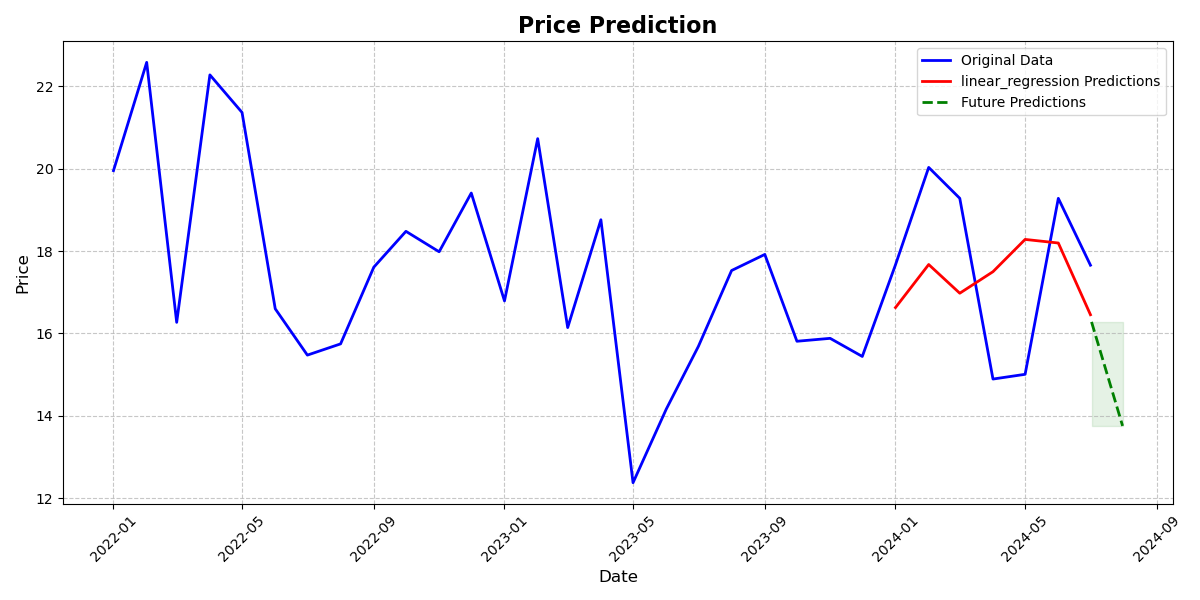 Price Prediction
Original Data
linear_regression Predictions
Future Predictions
Price
22
20
18
16
14
12
2022-01
2022-05
2022-09
2023-01
2023-05
2023-09
2024-01
2024-05
2024-09
Date